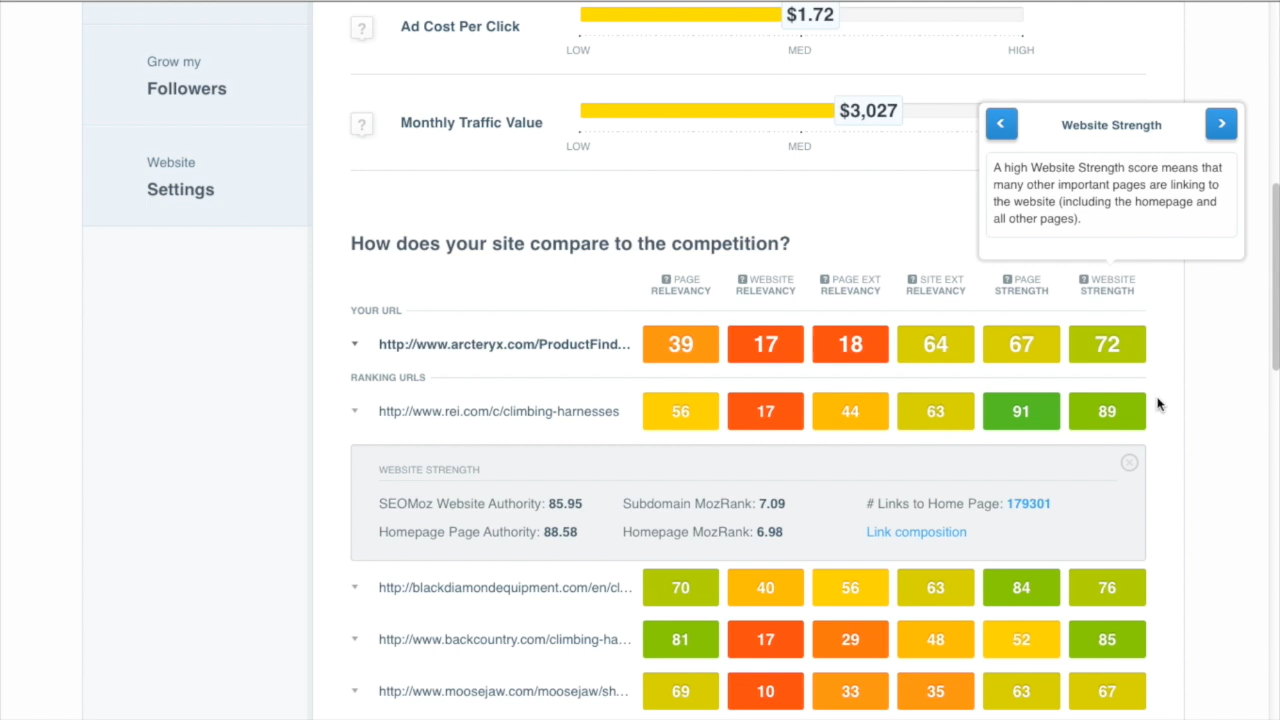 Ad Cost Per Click
$1.72
LOW MED HIGH
Grow my
Followers
Monthly Traffic Value
$3,027
LOW MED
Website
Settings
Website Strength
A high Website Strength score means that
many other important pages are linking to
the website (including the homepage and
all other pages).
How does your site compare to the competition?
? PAGE RELEVANCY ? WEBSITE RELEVANCY ? PAGE EXT RELEVANCY ? SITE EXT RELEVANCY ? PAGE STRENGTH ? WEBSITE STRENGTH
YOUR URL
http://www.arcteryx.com/ProductFind... 39 17 18 64 67 72
RANKING URLS
http://www.rei.com/c/climbing-harnesses 56 17 44 63 91 89
WEBSITE STRENGTH
SEOMoz Website Authority: 85.95 Subdomain MozRank: 7.09 # Links to Home Page: 179301
Homepage Page Authority: 88.58 Homepage MozRank: 6.98 Link composition
http://blackdiamondequipment.com/en/cl... 70 40 56 63 84 76
http://www.backcountry.com/climbing-ha... 81 17 29 48 52 85
http://www.moosejaw.com/moosejaw/sh... 69 10 33 35 63 67